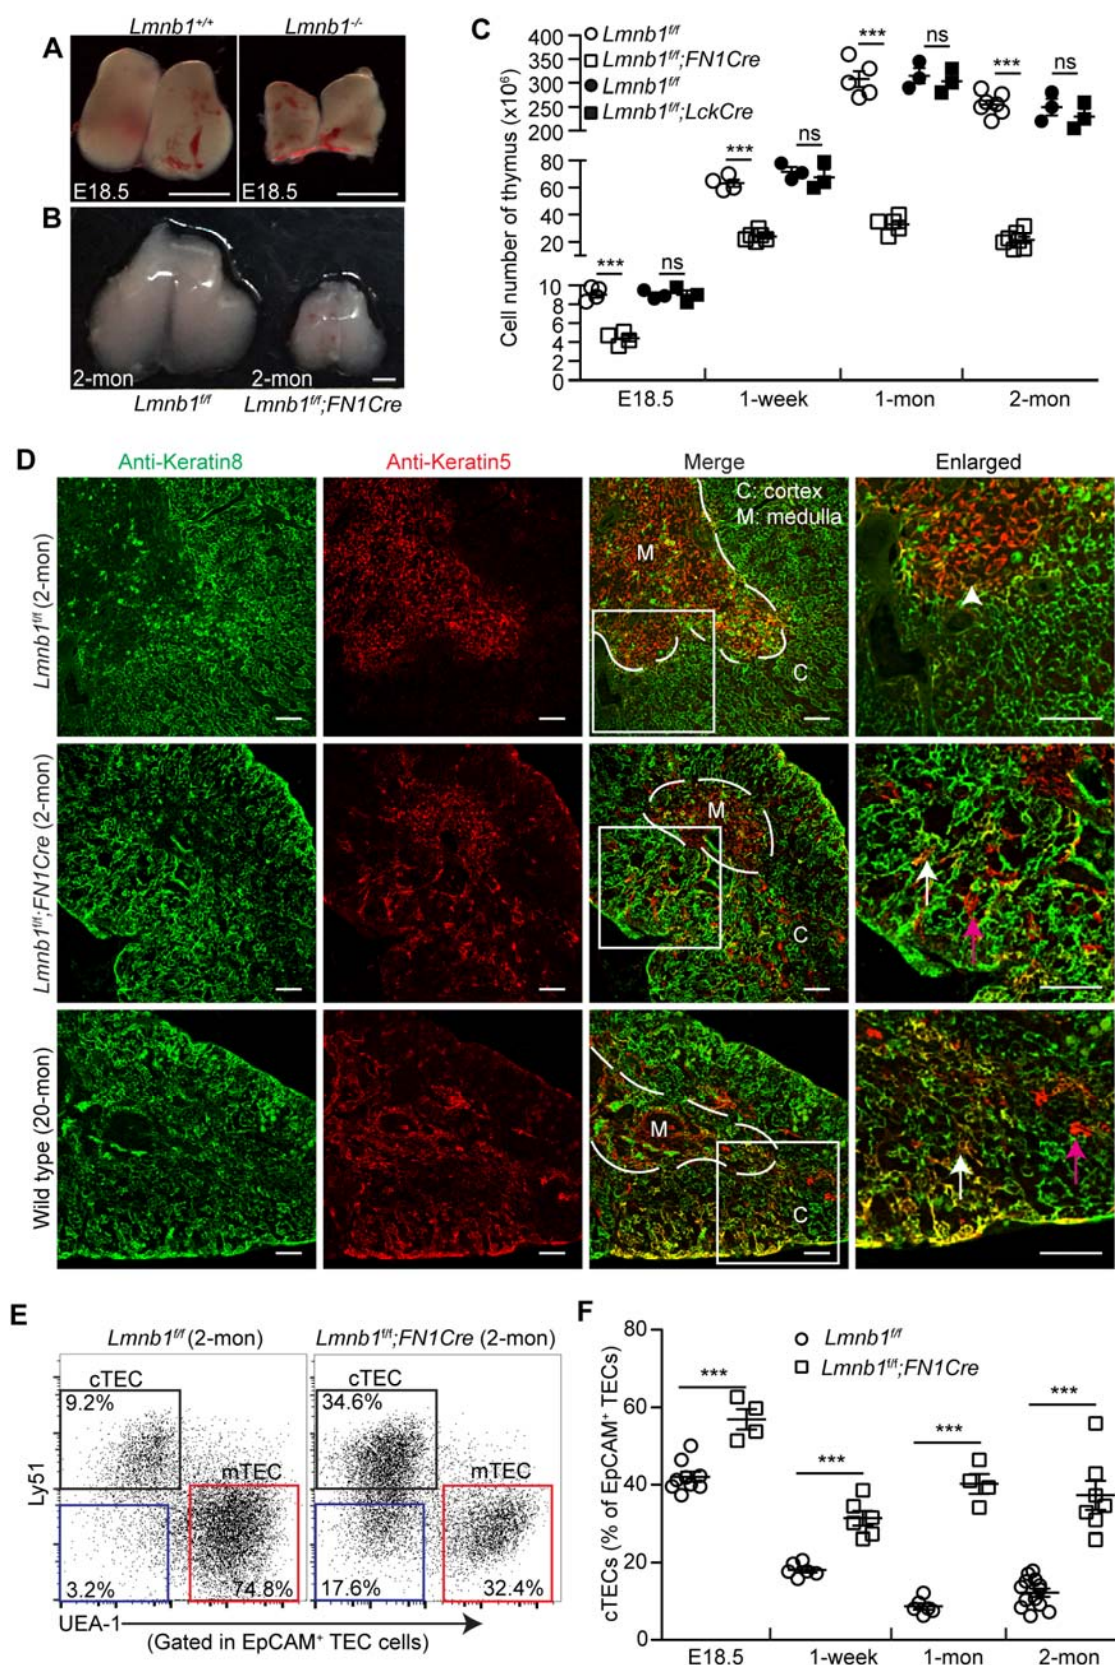 A
Lmnb1+/+ Lmnb1-/-
E18.5 E18.5
B
2-mon 2-mon
Lmnb1f/f Lmnb1f/f;FN1Cre
C
Lmnb1f/f
Lmnb1f/f;FN1Cre
Lmnb1f/f
Lmnb1f/f;LckCre
Cell number of thymus (x10⁶)
400
350
300
250
200
80
60
40
20
10
8
6
4
2
0
*** ns *** ns *** ns *** ns
E18.5 1-week 1-mon 2-mon
D
Anti-Keratin8 Anti-Keratin5 Merge Enlarged
Lmnb1f/f (2-mon)
C: cortex
M: medulla
M
C
Lmnb1f/f;FN1Cre (2-mon)
M
C
Wild type (20-mon)
M
C
E
Lmnb1f/f (2-mon) Lmnb1f/f;FN1Cre (2-mon)
cTEC cTEC
9.2% 34.6%
mTEC mTEC
3.2% 74.8% 17.6% 32.4%
Ly51
UEA-1
(Gated in EpCAM⁺ TEC cells)
F
Lmnb1f/f
Lmnb1f/f;FN1Cre
cTECs (% of EpCAM⁺ TECs)
80
60
40
20
0
*** *** *** ***
E18.5 1-week 1-mon 2-mon